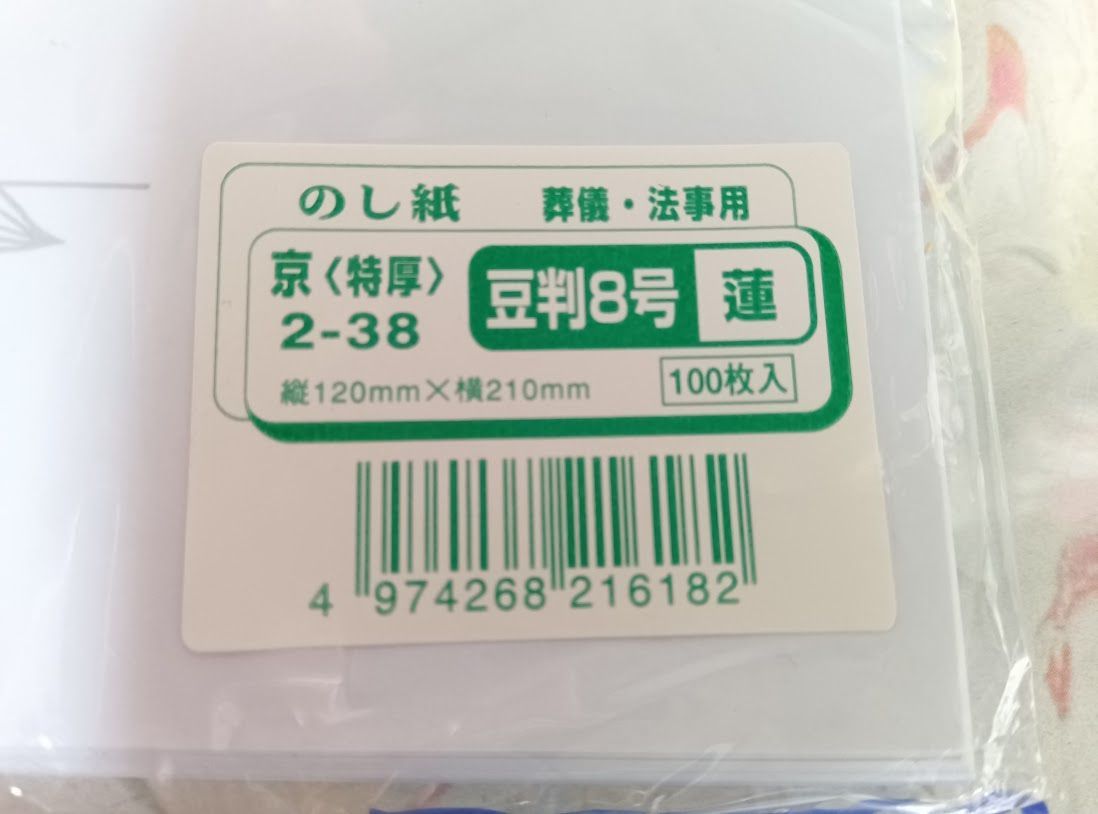 のし紙 葬儀・法事用
京〈特厚〉
2-38
豆判8号 蓮
縦120mm×横210mm
100枚入
4 974268 216182